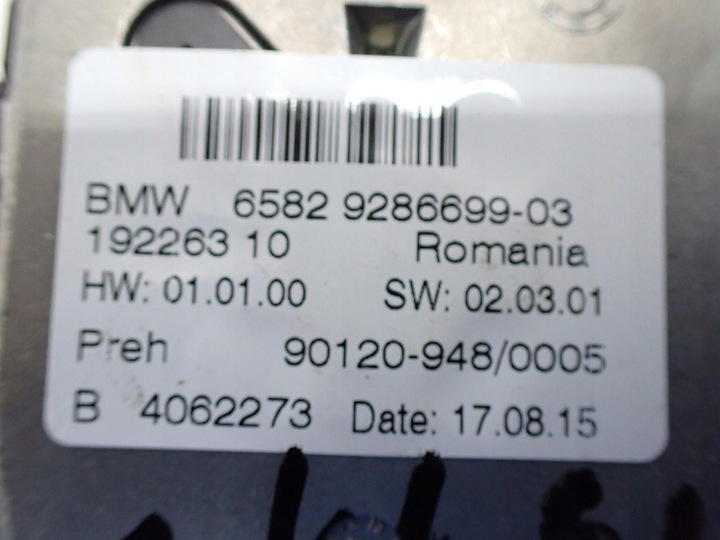 BMW 6582 9286699-03
192263 10 Romania
HW: 01.01.00 SW: 02.03.01
Preh 90120-948/0005
B 4062273 Date: 17.08.15